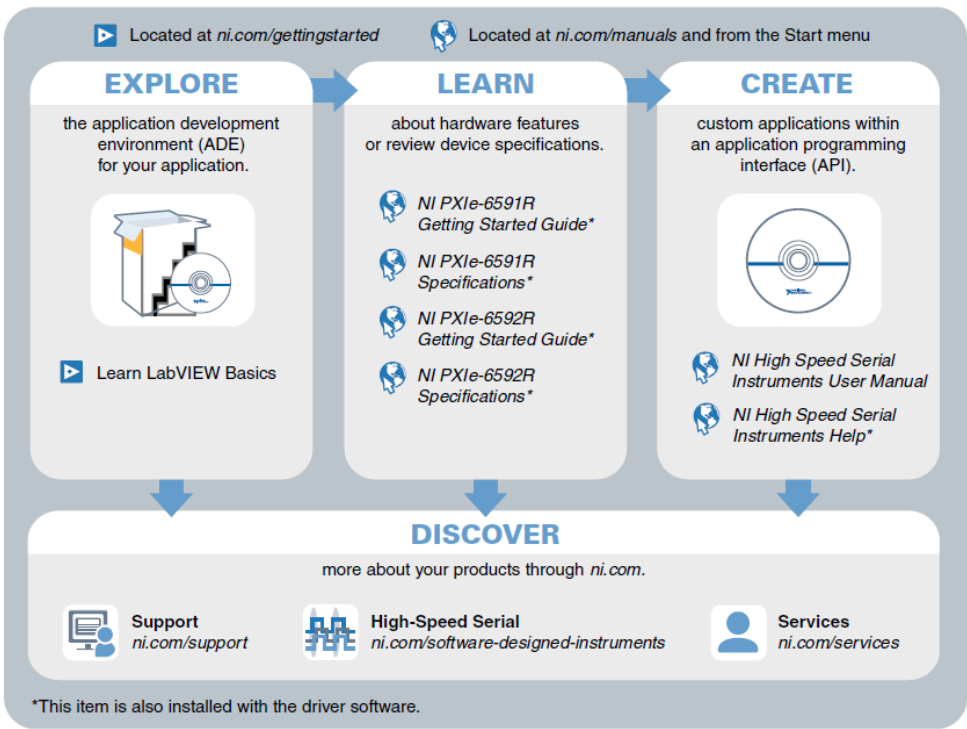 Located at ni.com/gettingstarted
Located at ni.com/manuals and from the Start menu
EXPLORE
the application development
environment (ADE)
for your application.
Learn LabVIEW Basics
LEARN
about hardware features
or review device specifications.
NI PXIe-6591R
Getting Started Guide*
NI PXIe-6591R
Specifications*
NI PXIe-6592R
Getting Started Guide*
NI PXIe-6592R
Specifications*
CREATE
custom applications within
an application programming
interface (API).
NI High Speed Serial
Instruments User Manual
NI High Speed Serial
Instruments Help*
DISCOVER
more about your products through ni.com.
Support
ni.com/support
High-Speed Serial
ni.com/software-designed-instruments
Services
ni.com/services
*This item is also installed with the driver software.